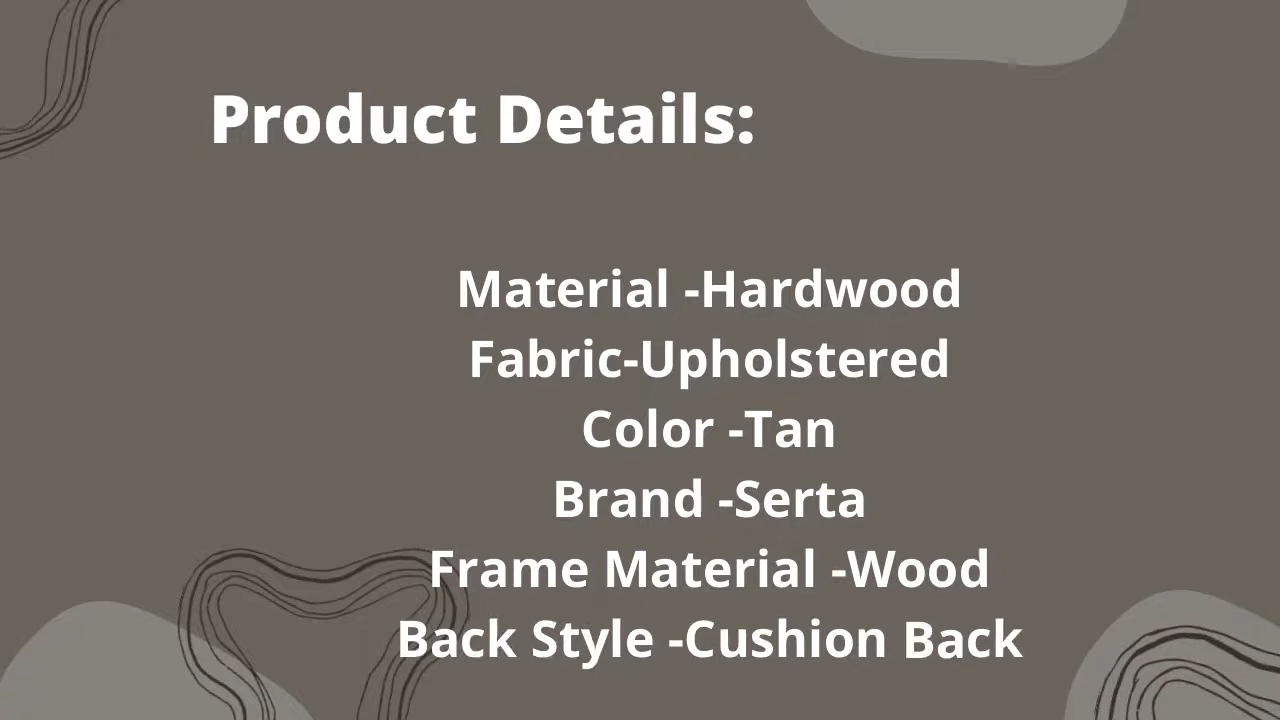 Product Details:
Material -Hardwood
Fabric-Upholstered
Color -Tan
Brand -Serta
Frame Material -Wood
Back Style -Cushion Back